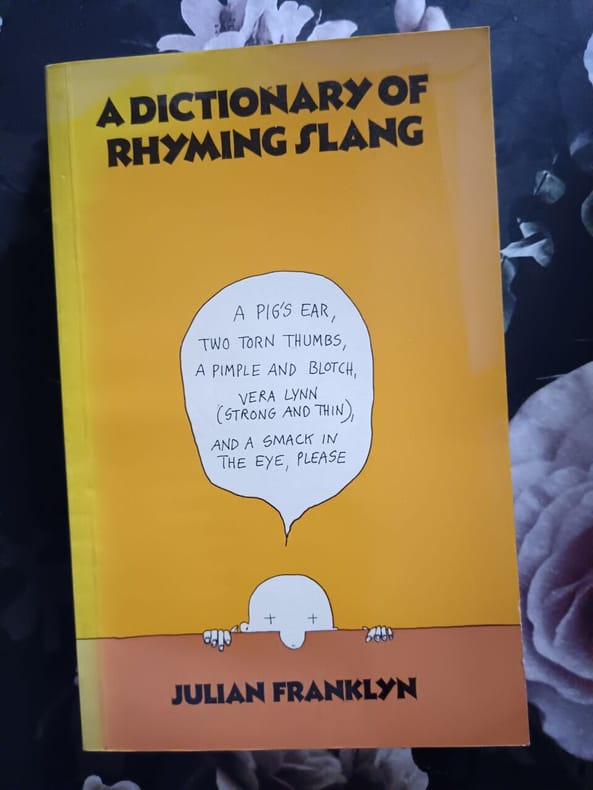 A DICTIONARY OF
RHYMING SLANG
A PIG'S EAR,
TWO TORN THUMBS,
A PIMPLE AND BLOTCH,
VERA LYNN
(STRONG AND THIN),
AND A SMACK IN
THE EYE, PLEASE
JULIAN FRANKLYN